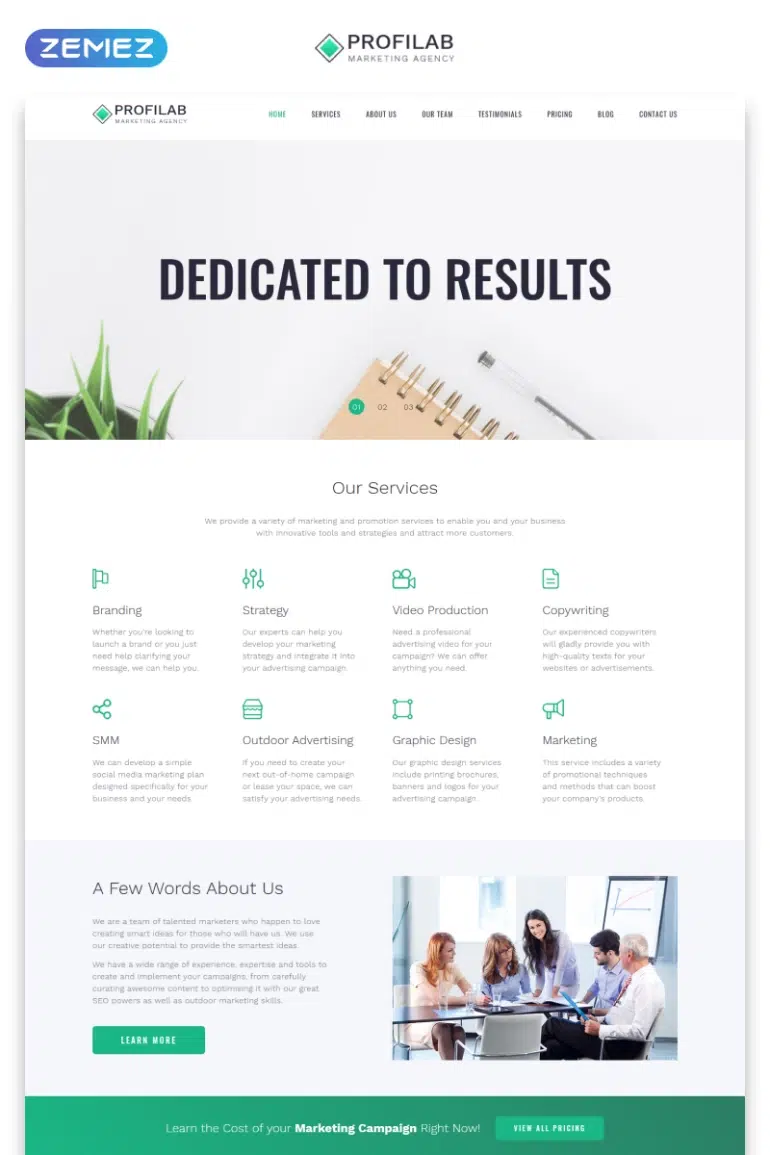 ZEMEZ
PROFILAB
MARKETING AGENCY
PROFILAB
MARKETING AGENCY
HOME SERVICES ABOUT US OUR TEAM TESTIMONIALS PRICING BLOG CONTACT US
DEDICATED TO RESULTS
01 02 03
Our Services
We provide a variety of marketing and promotion services to enable you and your business
with innovative tools and strategies and attract more customers.
Branding
Whether you're looking to
launch a brand or you just
need help clarifying your
message, we can help you.
Strategy
Our experts can help you
develop your marketing
strategy and integrate it into
your advertising campaign.
Video Production
Need a professional
advertising video for your
campaign? We can offer
anything you need.
Copywriting
Our experienced copywriters
will gladly provide you with
high-quality texts for your
websites or advertisements.
SMM
We can develop a simple
social media marketing plan
designed specifically for your
business and your needs.
Outdoor Advertising
If you need to create your
next out-of-home campaign
or lease your space, we can
satisfy your advertising needs.
Graphic Design
Our graphic design services
include printing brochures,
banners and logos for your
advertising campaign.
Marketing
This service includes a variety
of promotional techniques
and methods that can boost
your company's products.
A Few Words About Us
We are a team of talented marketers who happen to love
creating smart ideas for those who will have us. We use
our creative potential to provide the smartest ideas.
We have a wide range of experience, expertise and tools to
create and implement your campaigns, from carefully
curating awesome content to optimising it with our great
SEO powers as well as outdoor marketing skills.
LEARN MORE
Learn the Cost of your Marketing Campaign Right Now!
VIEW ALL PRICING